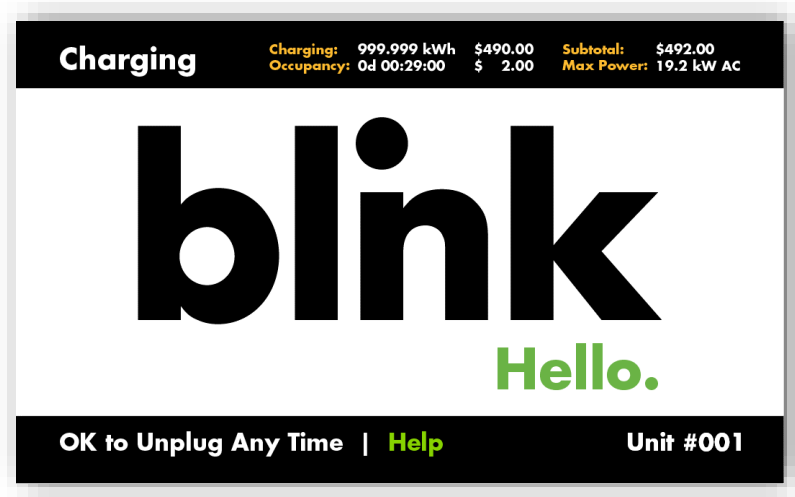 Charging
Charging: 999.999 kWh $490.00 Subtotal: $492.00
Occupancy: 0d 00:29:00 $ 2.00 Max Power: 19.2 kW AC
blink
Hello.
OK to Unplug Any Time | Help Unit #001